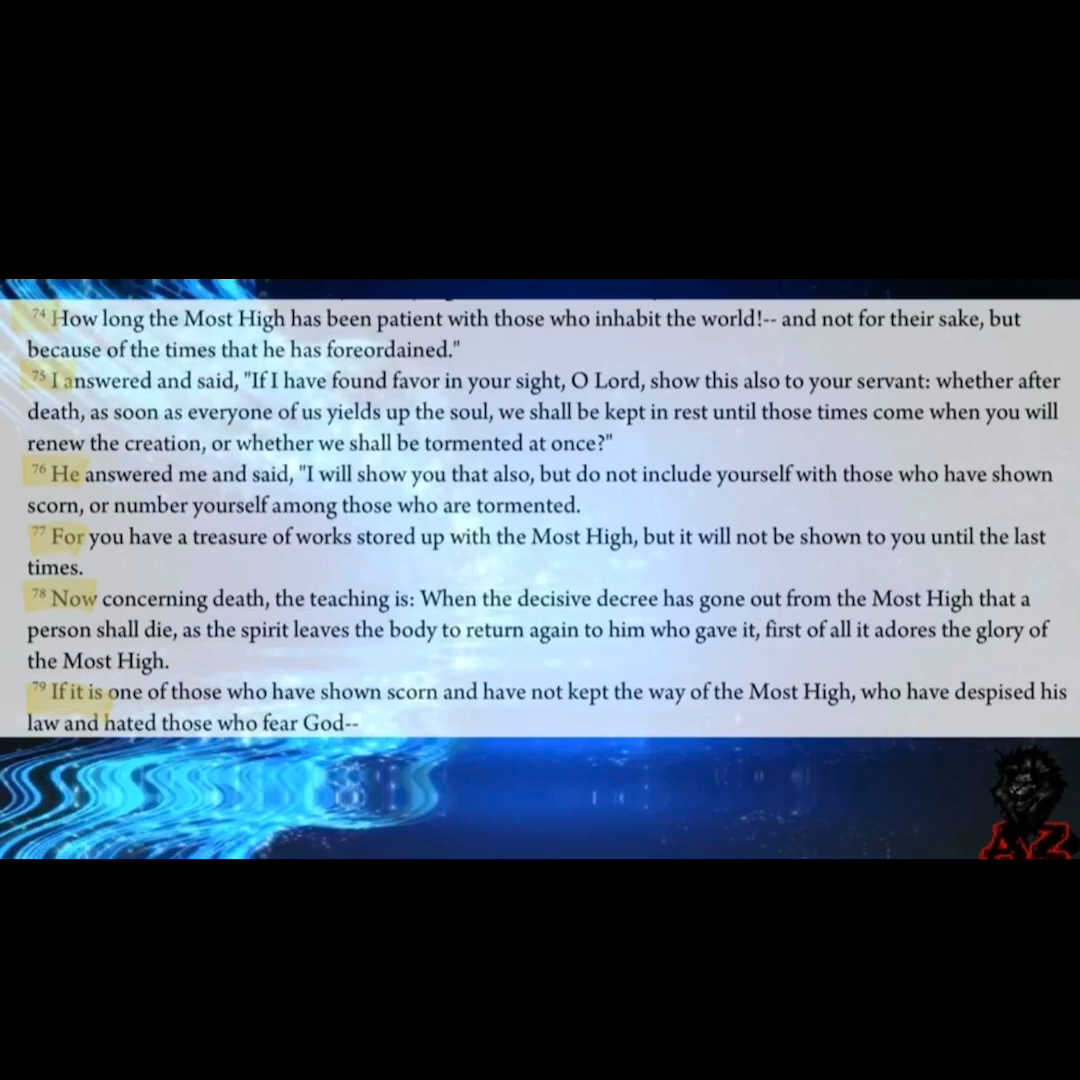 74 How long the Most High has been patient with those who inhabit the world!-- and not for their sake, but
because of the times that he has foreordained."
75 I answered and said, "If I have found favor in your sight, O Lord, show this also to your servant: whether after
death, as soon as everyone of us yields up the soul, we shall be kept in rest until those times come when you will
renew the creation, or whether we shall be tormented at once?"
76 He answered me and said, "I will show you that also, but do not include yourself with those who have shown
scorn, or number yourself among those who are tormented.
77 For you have a treasure of works stored up with the Most High, but it will not be shown to you until the last
times.
78 Now concerning death, the teaching is: When the decisive decree has gone out from the Most High that a
person shall die, as the spirit leaves the body to return again to him who gave it, first of all it adores the glory of
the Most High.
79 If it is one of those who have shown scorn and have not kept the way of the Most High, who have despised his
law and hated those who fear God--
AZ